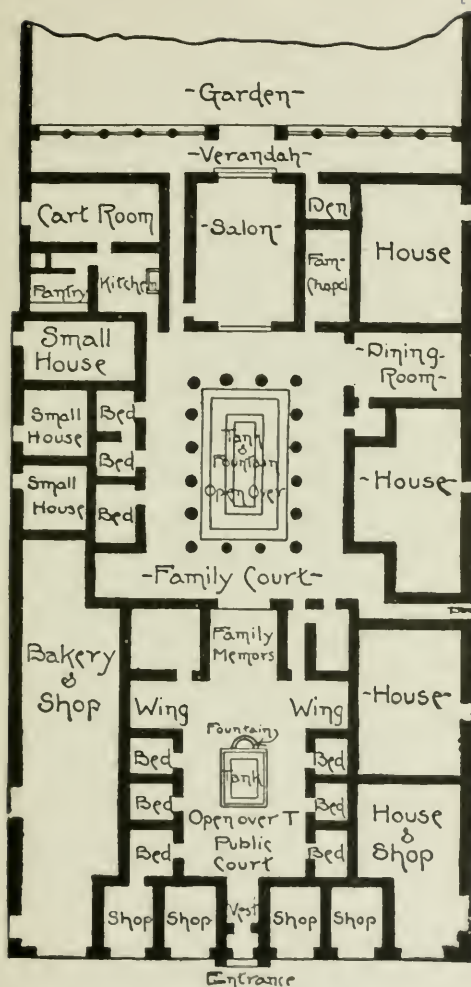 -Garden-
-Verandah-
Cart Room
-Salon-
Den
House
Pantry
Kitchen
Fam-
Chapel
Small
House
-Dining-
Room-
Small
House
Bed
Bed
Tank
&
Fountain
Open Over
-House-
Small
House
Bed
-Family Court-
Bakery
&
Shop
Family
Memors
-House-
Wing
Wing
Fountain
Tank
Bed
Bed
Bed
Bed
Open over T
Public
Court
House
&
Shop
Bed
Bed
Shop
Shop
Vest
Shop
Shop
Entrance